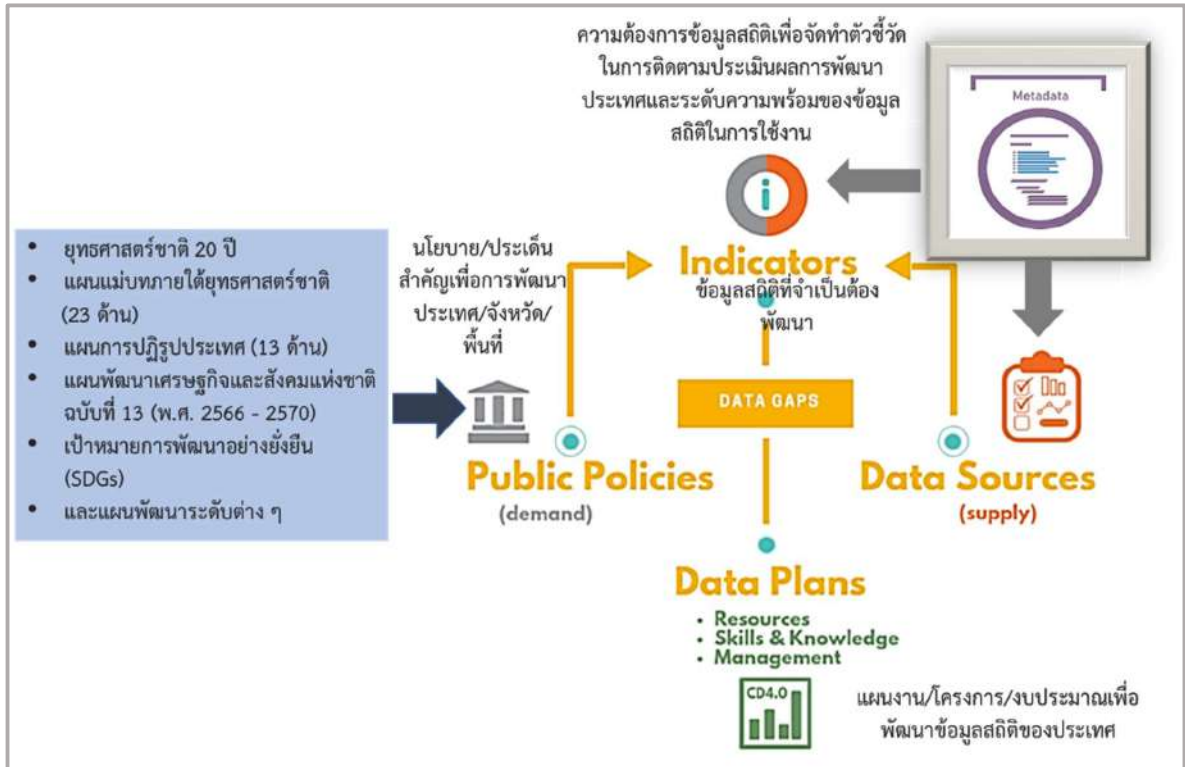 ความต้องการข้อมูลสถิติเพื่อจัดทำตัวชี้วัด
ในการติดตามประเมินผลการพัฒนา
ประเทศและระดับความพร้อมของข้อมูล
สถิติในการใช้งาน
Metadata
i
• ยุทธศาสตร์ชาติ 20 ปี
• แผนแม่บทภายใต้ยุทธศาสตร์ชาติ
(23 ด้าน)
• แผนการปฏิรูปประเทศ (13 ด้าน)
• แผนพัฒนาเศรษฐกิจและสังคมแห่งชาติ
ฉบับที่ 13 (พ.ศ. 2566 - 2570)
• เป้าหมายการพัฒนาอย่างยั่งยืน
(SDGs)
• และแผนพัฒนาระดับต่าง ๆ
นโยบาย/ประเด็น
สำคัญเพื่อการพัฒนา
ประเทศ/จังหวัด/
พื้นที่
Indicators
ข้อมูลสถิติที่จำเป็นต้อง
พัฒนา
DATA GAPS
Public Policies
(demand)
Data Sources
(supply)
Data Plans
• Resources
• Skills & Knowledge
• Management
CD4.0
แผนงาน/โครงการ/งบประมาณเพื่อ
พัฒนาข้อมูลสถิติของประเทศ